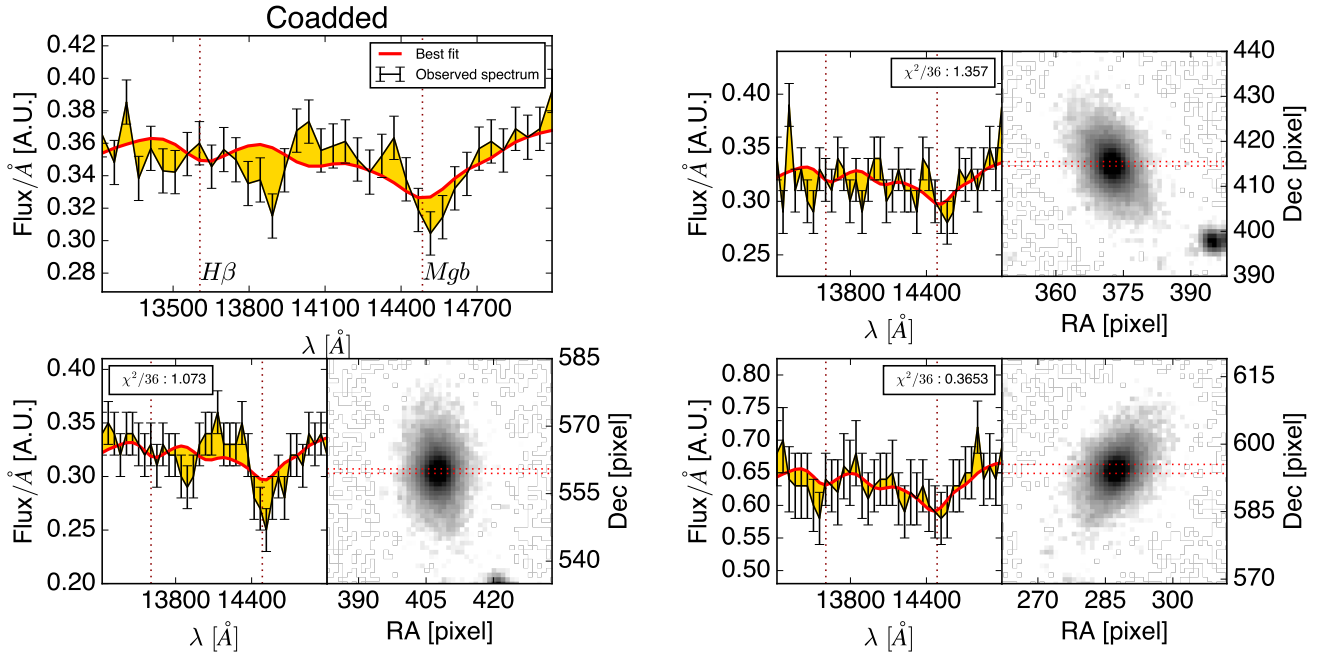 Coadded
0.42
0.40
0.38
0.36
0.34
0.32
0.30
0.28
Flux/Å [A.U.]
Best fit
Observed spectrum
Hβ
Mgb
13500 13800 14100 14400 14700
λ [Å]
0.40
0.35
0.30
0.25
Flux/Å [A.U.]
χ²/36 : 1.357
13800 14400
λ [Å]
440
430
420
410
400
390
Dec [pixel]
360 375 390
RA [pixel]
0.40
0.35
0.30
0.25
0.20
Flux/Å [A.U.]
χ²/36 : 1.073
13800 14400
λ [Å]
585
570
555
540
Dec [pixel]
390 405 420
RA [pixel]
0.80
0.75
0.70
0.65
0.60
0.55
0.50
Flux/Å [A.U.]
χ²/36 : 0.3653
13800 14400
λ [Å]
615
600
585
570
Dec [pixel]
270 285 300
RA [pixel]